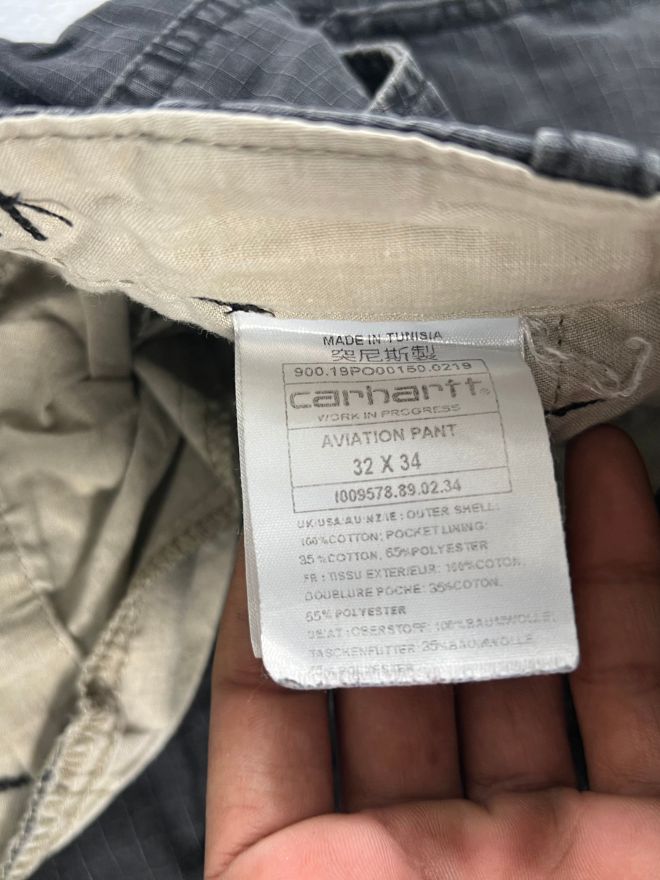 MADE IN TUNISIA
突尼斯製
900.19PO00150.0219
carhartt®
WORK IN PROGRESS
AVIATION PANT
32 X 34
I009578.89.02.34
UK/USA/AU/NZ/IE: OUTER SHELL:
100%COTTON; POCKET LINING:
35%COTTON, 65%POLYESTER
FR: TISSU EXTERIEUR: 100%COTON,
DOUBLURE POCHE: 35%COTON,
65%POLYESTER
DE/AT: OBERSTOFF: 100%BAUMWOLLE;
TASCHENFUTTER: 35%BAUMWOLLE
65%POLYESTER